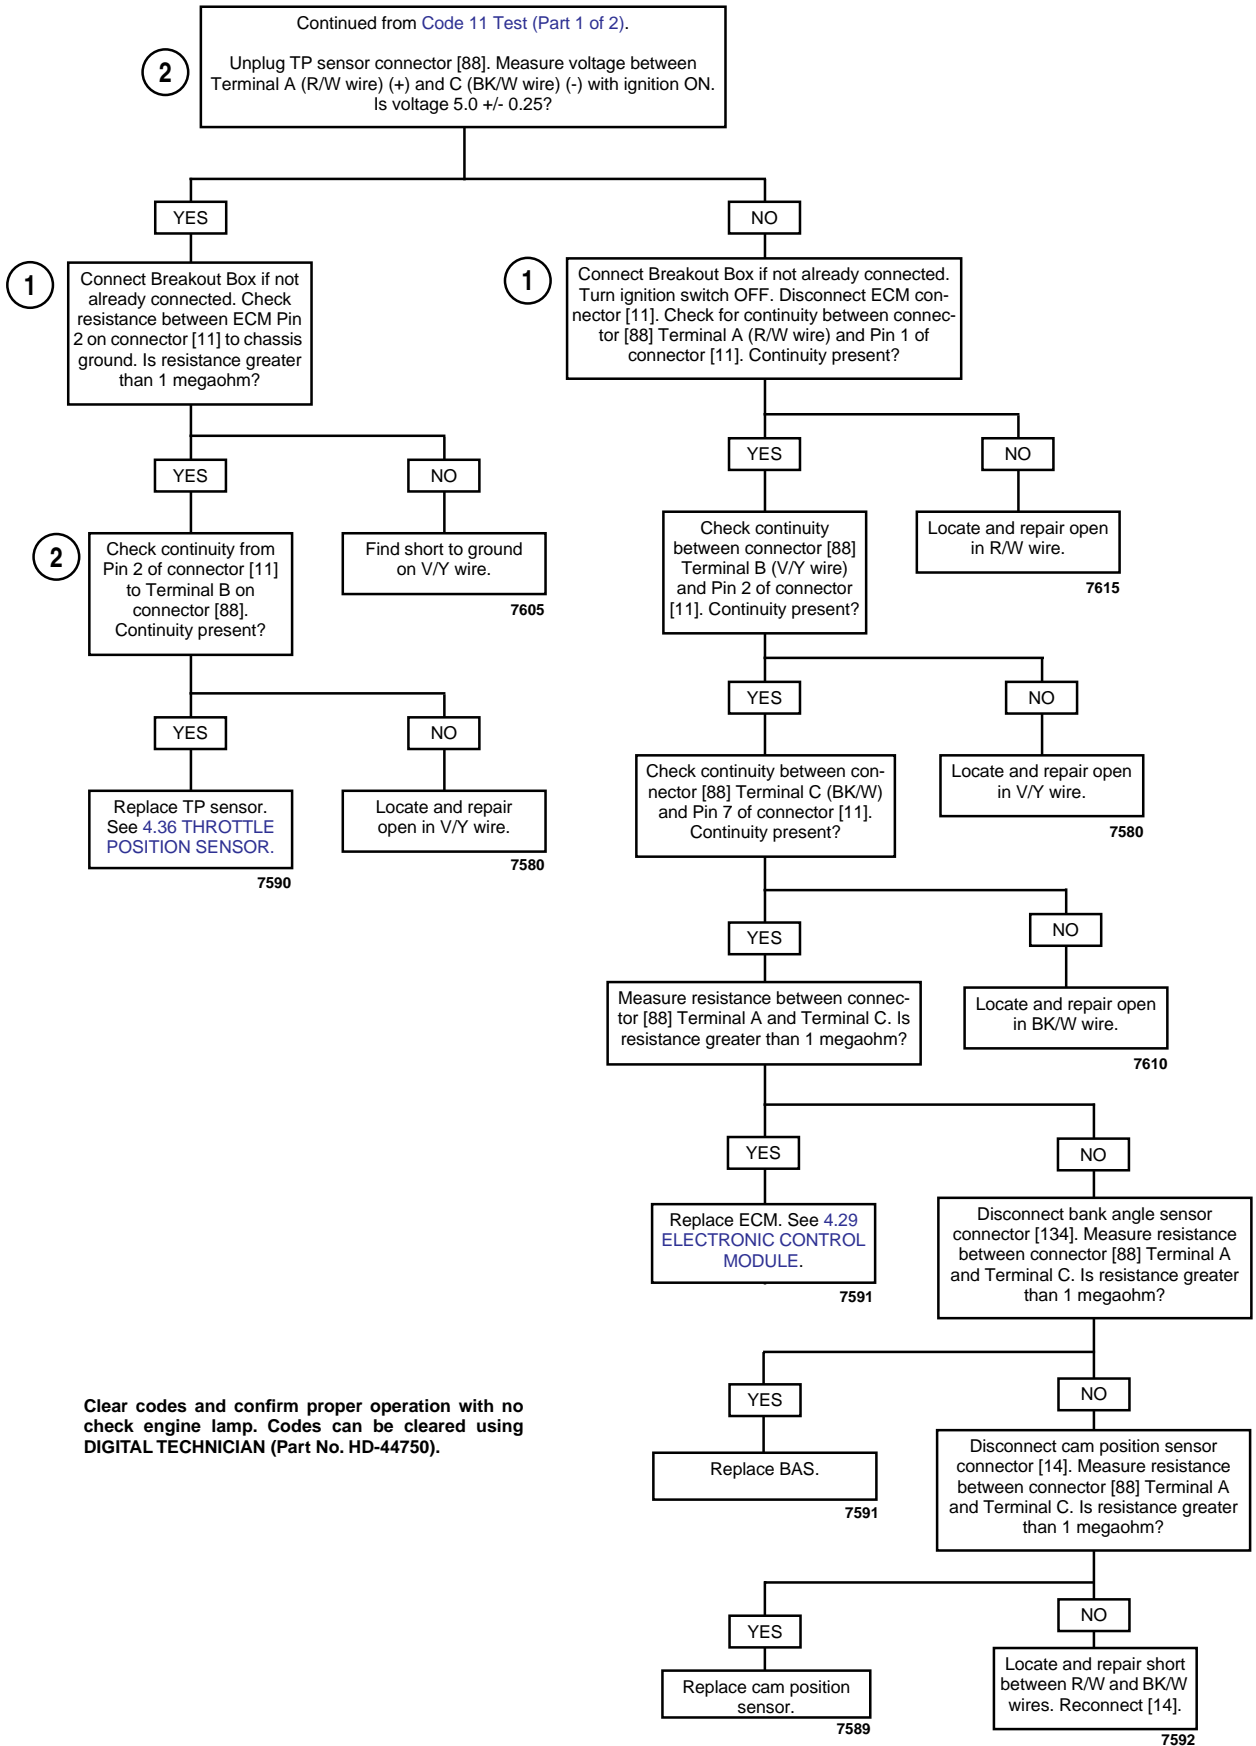 Continued from Code 11 Test (Part 1 of 2).
2
Unplug TP sensor connector [88]. Measure voltage between
Terminal A (R/W wire) (+) and C (BK/W wire) (-) with ignition ON.
Is voltage 5.0 +/- 0.25?
YES
NO
1
Connect Breakout Box if not
already connected. Check
resistance between ECM Pin
2 on connector [11] to chassis
ground. Is resistance greater
than 1 megaohm?
1
Connect Breakout Box if not already connected.
Turn ignition switch OFF. Disconnect ECM con-
nector [11]. Check for continuity between connec-
tor [88] Terminal A (R/W wire) and Pin 1 of
connector [11]. Continuity present?
YES
NO
YES
NO
2
Check continuity from
Pin 2 of connector [11]
to Terminal B on
connector [88].
Continuity present?
Find short to ground
on V/Y wire.
7605
Check continuity
between connector [88]
Terminal B (V/Y wire)
and Pin 2 of connector
[11]. Continuity present?
Locate and repair open
in R/W wire.
7615
YES
NO
YES
NO
Replace TP sensor.
See 4.36 THROTTLE
POSITION SENSOR.
7590
Locate and repair
open in V/Y wire.
7580
Check continuity between con-
nector [88] Terminal C (BK/W)
and Pin 7 of connector [11].
Continuity present?
Locate and repair open
in V/Y wire.
7580
YES
NO
Measure resistance between connec-
tor [88] Terminal A and Terminal C. Is
resistance greater than 1 megaohm?
Locate and repair open
in BK/W wire.
7610
YES
NO
Replace ECM. See 4.29
ELECTRONIC CONTROL
MODULE.
7591
Disconnect bank angle sensor
connector [134]. Measure resistance
between connector [88] Terminal A
and Terminal C. Is resistance greater
than 1 megaohm?
YES
NO
Clear codes and confirm proper operation with no
check engine lamp. Codes can be cleared using
DIGITAL TECHNICIAN (Part No. HD-44750).
Replace BAS.
7591
Disconnect cam position sensor
connector [14]. Measure resistance
between connector [88] Terminal A
and Terminal C. Is resistance greater
than 1 megaohm?
YES
NO
Replace cam position
sensor.
7589
Locate and repair short
between R/W and BK/W
wires. Reconnect [14].
7592